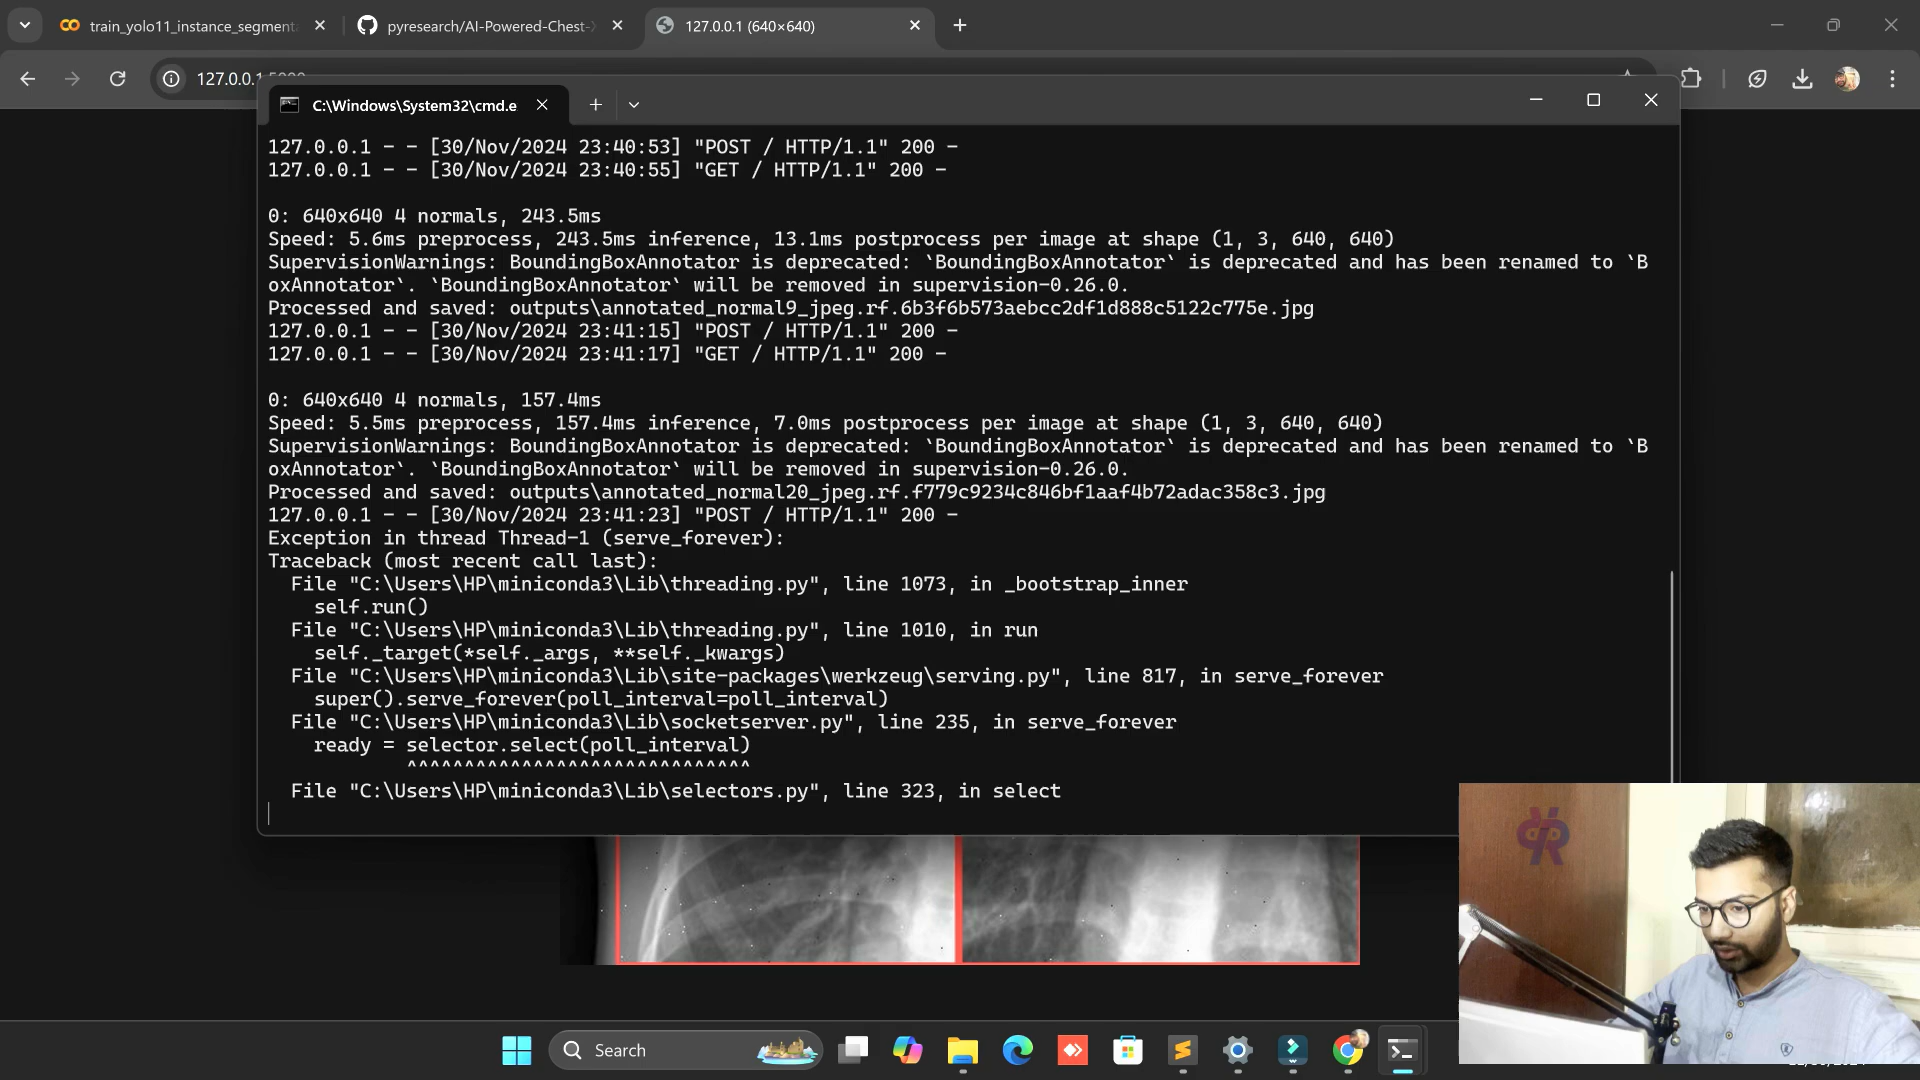 train_yolo11_instance_segment
pyresearch/AI-Powered-Chest-X
127.0.0.1 (640×640)
C:\Windows\System32\cmd.e
127.0.0.1 - - [30/Nov/2024 23:40:53] "POST / HTTP/1.1" 200 -
127.0.0.1 - - [30/Nov/2024 23:40:55] "GET / HTTP/1.1" 200 -
0: 640x640 4 normals, 243.5ms
Speed: 5.6ms preprocess, 243.5ms inference, 13.1ms postprocess per image at shape (1, 3, 640, 640)
SupervisionWarnings: BoundingBoxAnnotator is deprecated: `BoundingBoxAnnotator` is deprecated and has been renamed to `B
oxAnnotator`. `BoundingBoxAnnotator` will be removed in supervision-0.26.0.
Processed and saved: outputs\annotated_normal9_jpeg.rf.6b3f6b573aebcc2df1d888c5122c775e.jpg
127.0.0.1 - - [30/Nov/2024 23:41:15] "POST / HTTP/1.1" 200 -
127.0.0.1 - - [30/Nov/2024 23:41:17] "GET / HTTP/1.1" 200 -
0: 640x640 4 normals, 157.4ms
Speed: 5.5ms preprocess, 157.4ms inference, 7.0ms postprocess per image at shape (1, 3, 640, 640)
SupervisionWarnings: BoundingBoxAnnotator is deprecated: `BoundingBoxAnnotator` is deprecated and has been renamed to `B
oxAnnotator`. `BoundingBoxAnnotator` will be removed in supervision-0.26.0.
Processed and saved: outputs\annotated_normal20_jpeg.rf.f779c9234c846bf1aaf4b72adac358c3.jpg
127.0.0.1 - - [30/Nov/2024 23:41:23] "POST / HTTP/1.1" 200 -
Exception in thread Thread-1 (serve_forever):
Traceback (most recent call last):
File "C:\Users\HP\miniconda3\Lib\threading.py", line 1073, in _bootstrap_inner
self.run()
File "C:\Users\HP\miniconda3\Lib\threading.py", line 1010, in run
self._target(*self._args, **self._kwargs)
File "C:\Users\HP\miniconda3\Lib\site-packages\werkzeug\serving.py", line 817, in serve_forever
super().serve_forever(poll_interval=poll_interval)
File "C:\Users\HP\miniconda3\Lib\socketserver.py", line 235, in serve_forever
ready = selector.select(poll_interval)
^^^^^^^^^^^^^^^^^^^^^^^^^^^^^^
File "C:\Users\HP\miniconda3\Lib\selectors.py", line 323, in select
Search